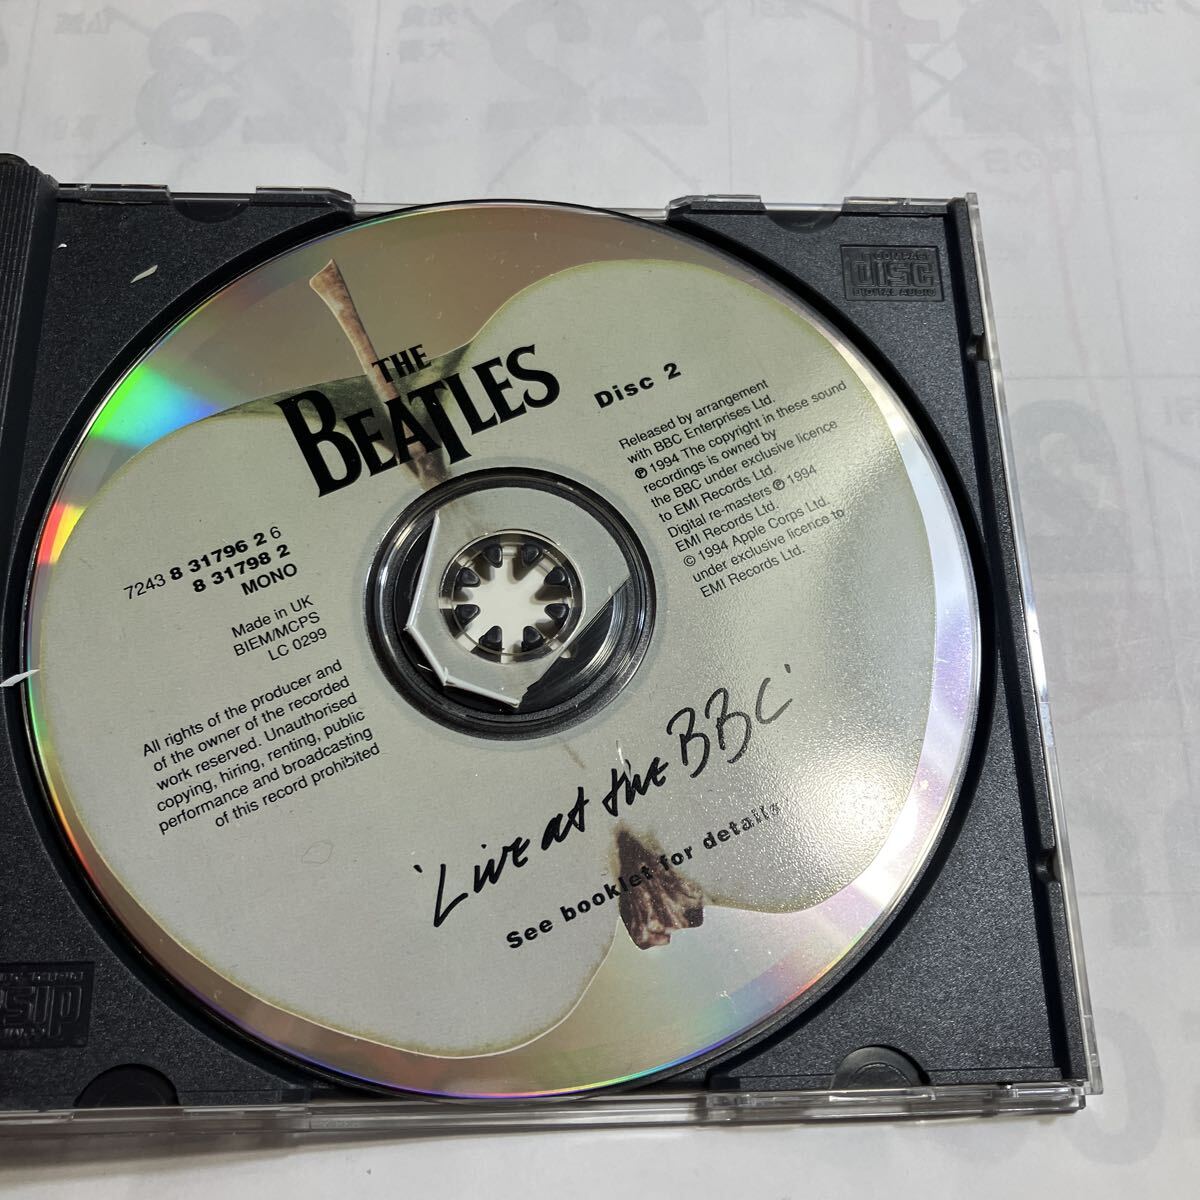 THE
BEATLES
Disc 2
Released by arrangement
with BBC Enterprises Ltd.
℗ 1994 The copyright in these sound
recordings is owned by
the BBC under exclusive licence
to EMI Records Ltd.
Digital re-masters ℗ 1994
EMI Records Ltd.
© 1994 Apple Corps Ltd.
under exclusive licence to
EMI Records Ltd.
7243 8 31796 2 6
8 31798 2
MONO
Made in UK
BIEM/MCPS
LC 0299
All rights of the producer and
of the owner of the recorded
work reserved. Unauthorised
copying, hiring, renting, public
performance and broadcasting
of this record prohibited
'Live at the BBC'
See booklet for details
COMPACT
disc
DIGITAL AUDIO